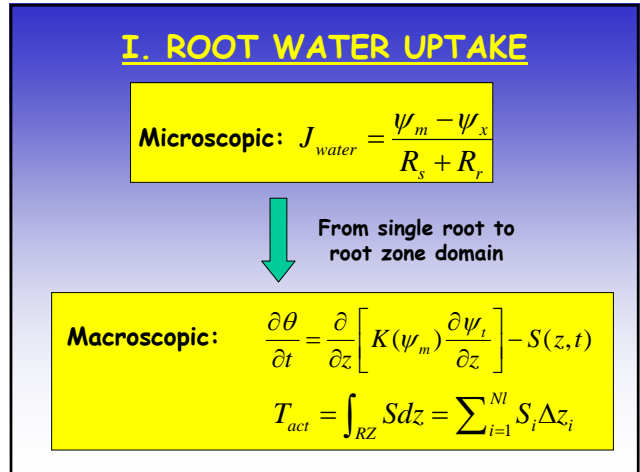 I. ROOT WATER UPTAKE
Microscopic: J_water = (ψ_m − ψ_x) / (R_s + R_r)
From single root to
root zone domain
Macroscopic: ∂θ/∂t = ∂/∂z [K(ψ_m) ∂ψ_t/∂z] − S(z,t)
T_act = ∫_RZ Sdz = ∑_{i=1}^{Nl} S_i Δz_i